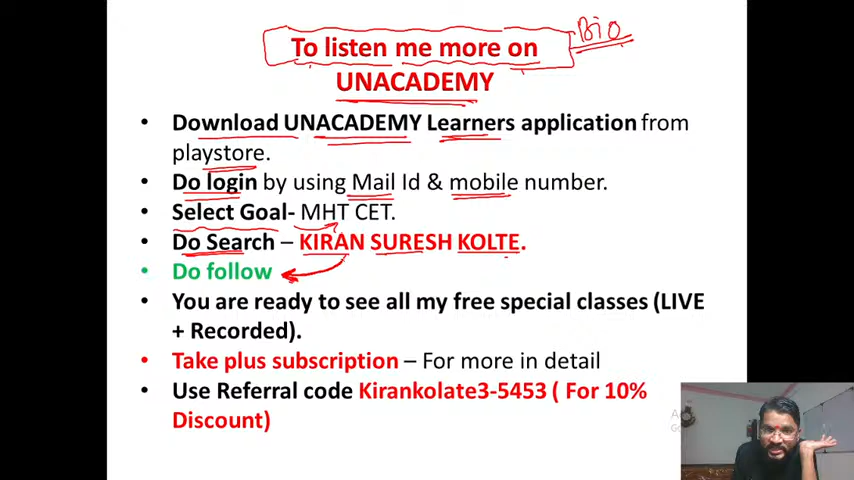 Bio
To listen me more on
UNACADEMY
• Download UNACADEMY Learners application from
playstore.
• Do login by using Mail Id & mobile number.
• Select Goal- MHT CET.
• Do Search – KIRAN SURESH KOLTE.
• Do follow
• You are ready to see all my free special classes (LIVE
+ Recorded).
• Take plus subscription – For more in detail
• Use Referral code Kirankolate3-5453 ( For 10%
Discount)